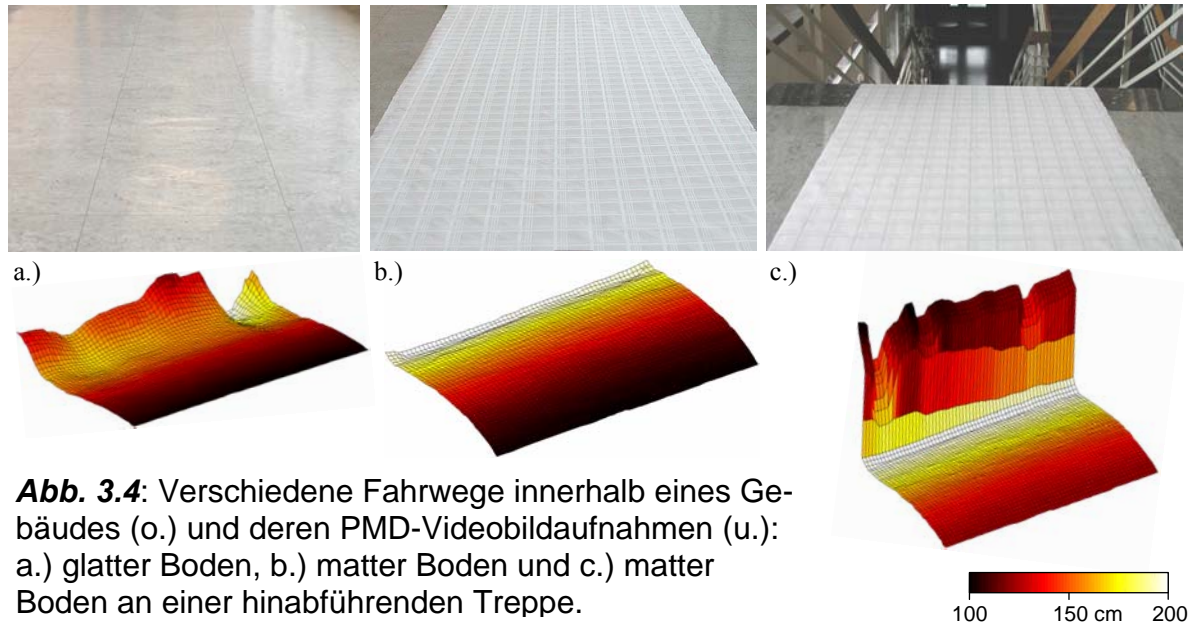 a.)
b.)
c.)
Abb. 3.4: Verschiedene Fahrwege innerhalb eines Ge-
bäudes (o.) und deren PMD-Videobildaufnahmen (u.):
a.) glatter Boden, b.) matter Boden und c.) matter
Boden an einer hinabführenden Treppe.
100 150 cm 200